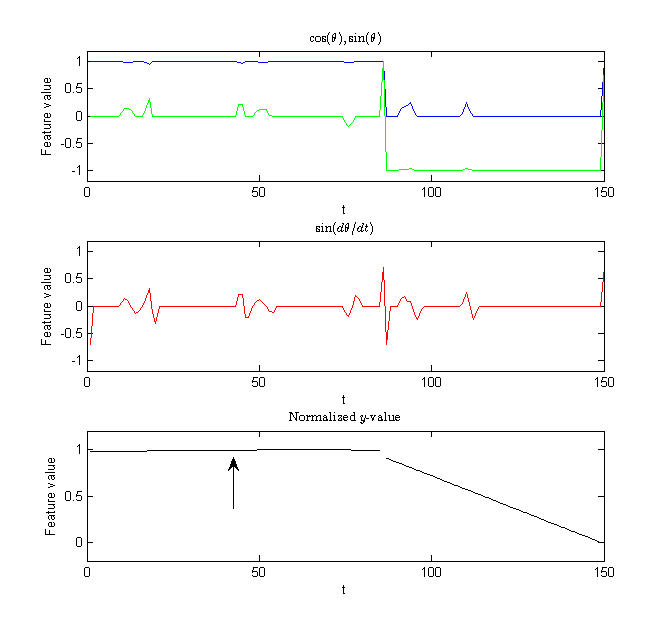 cos(θ), sin(θ)
Feature value
1
0.5
0
-0.5
-1
0 50 100 150
t
sin(dθ/dt)
Feature value
1
0.5
0
-0.5
-1
0 50 100 150
t
Normalized y-value
Feature value
1
0.5
0
0 50 100 150
t